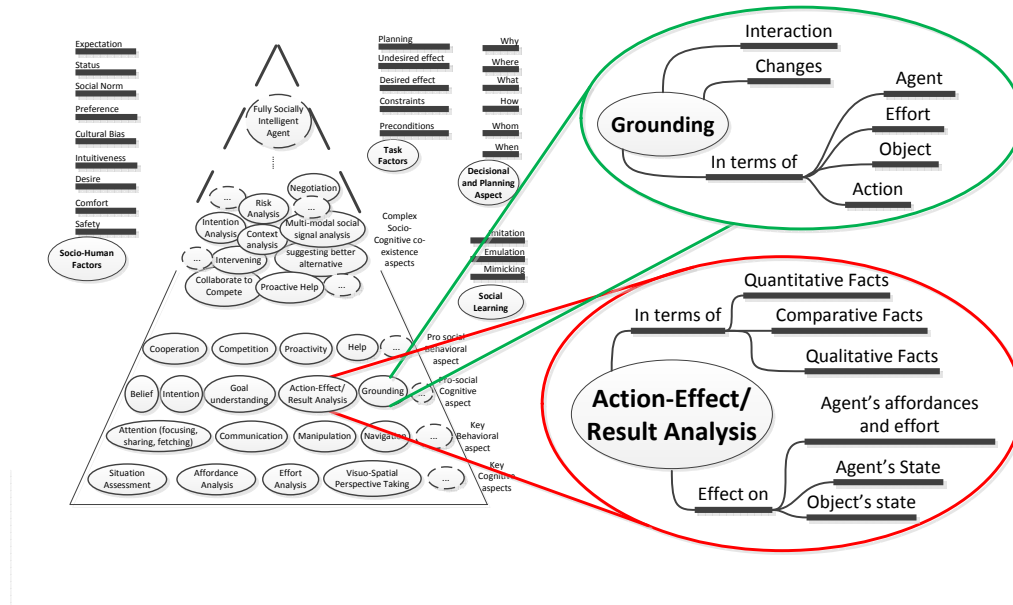 Expectation
Status
Social Norm
Preference
Cultural Bias
Intuitiveness
Desire
Comfort
Safety
Socio-Human
Factors
Planning
Undesired effect
Desired effect
Constraints
Preconditions
Task
Factors
Why
Where
What
How
Whom
When
Decisional
and Planning
Aspect
Imitation
Emulation
Mimicking
Social
Learning
Fully Socially
Intelligent
Agent
Negotiation
...
Risk
Analysis
...
Intention
Analysis
Context
analysis
Multi-modal social
signal analysis
...
Intervening
suggesting better
alternative
Collaborate to
Compete
Proactive Help
...
Complex
Socio-
Cognitive co-
existence
aspects
Cooperation
Competition
Proactivity
Help
...
Pro social
Behavioral
aspect
Belief
Intention
Goal
understanding
Action-Effect/
Result Analysis
Grounding
...
Pro-social
Cognitive
aspect
Attention (focusing,
sharing, fetching)
Communication
Manipulation
Navigation
...
Key
Behavioral
aspect
Situation
Assessment
Affordance
Analysis
Effort
Analysis
Visuo-Spatial
Perspective Taking
...
Key
Cognitive
aspects
Interaction
Changes
Grounding
In terms of
Agent
Effort
Object
Action
Quantitative Facts
In terms of
Comparative Facts
Qualitative Facts
Action-Effect/
Result Analysis
Agent's affordances
and effort
Agent's State
Effect on
Object's state